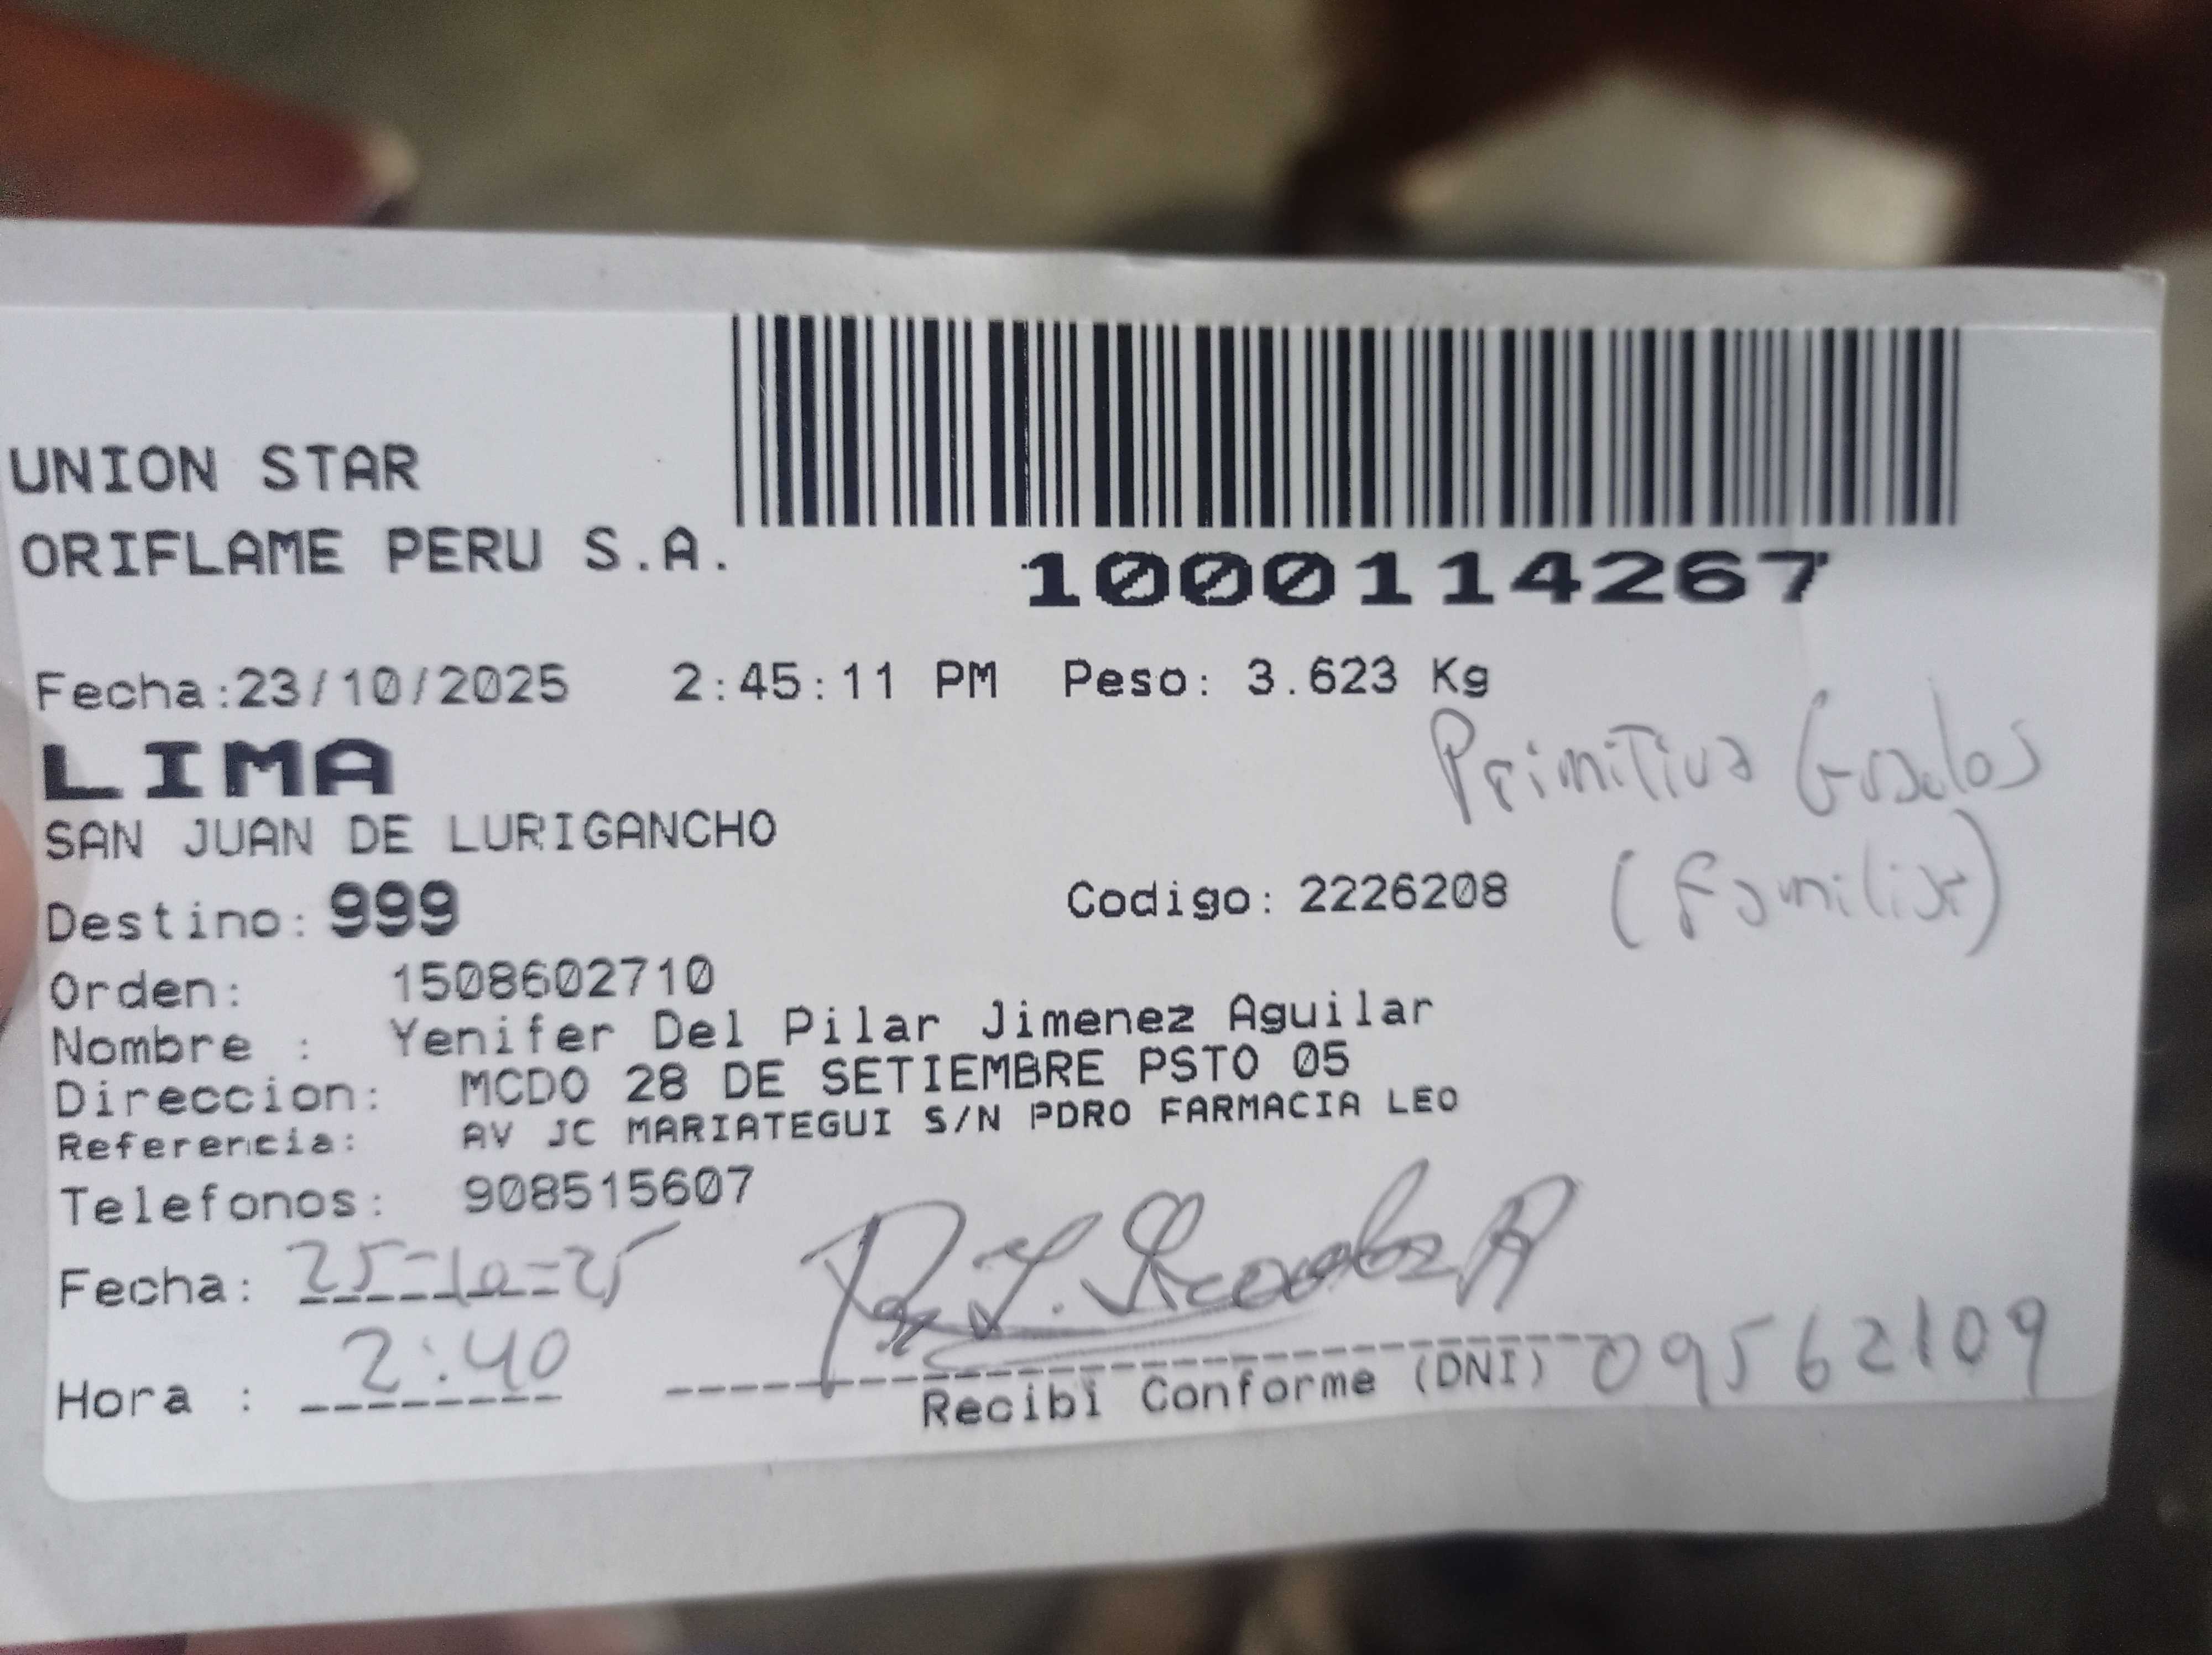 UNION STAR
ORIFLAME PERU S.A.
1000114267
Fecha:23/10/2025 2:45:11 PM Peso: 3.623 Kg
LIMA
Primitiva Grados
SAN JUAN DE LURIGANCHO
(Familiar)
Destino: 999 Codigo: 2226208
Orden: 1508602710
Nombre : Yenifer Del Pilar Jimenez Aguilar
Direccion: MCDO 28 DE SETIEMBRE PSTO 05
Referencia: AV JC MARIATEGUI S/N PDRO FARMACIA LEO
Telefonos: 908515607
Fecha: 25-10-25
Hora : 2:40
Recibi Conforme (DNI) 09562109